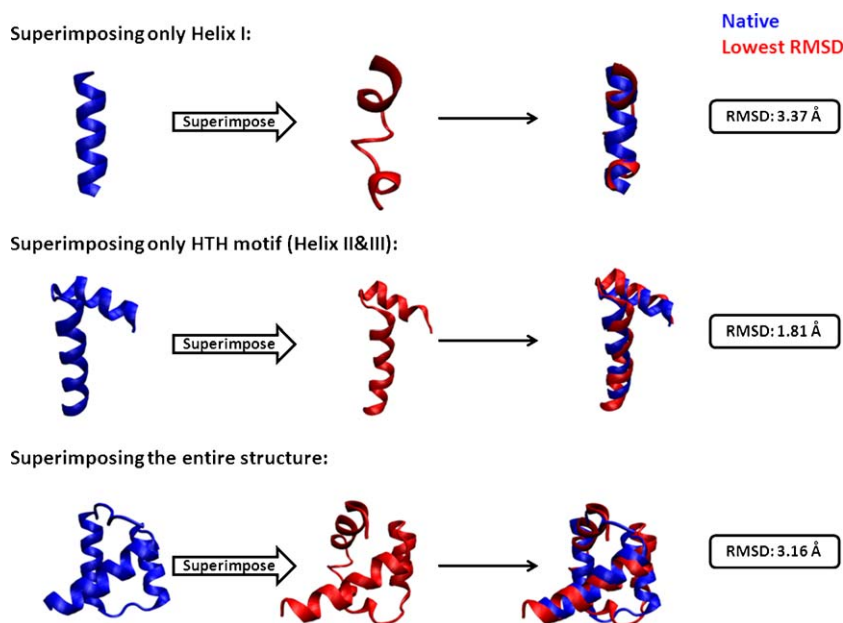 Superimposing only Helix I:
Native
Lowest RMSD
Superimpose
RMSD: 3.37 Å
Superimposing only HTH motif (Helix II&III):
Superimpose
RMSD: 1.81 Å
Superimposing the entire structure:
Superimpose
RMSD: 3.16 Å